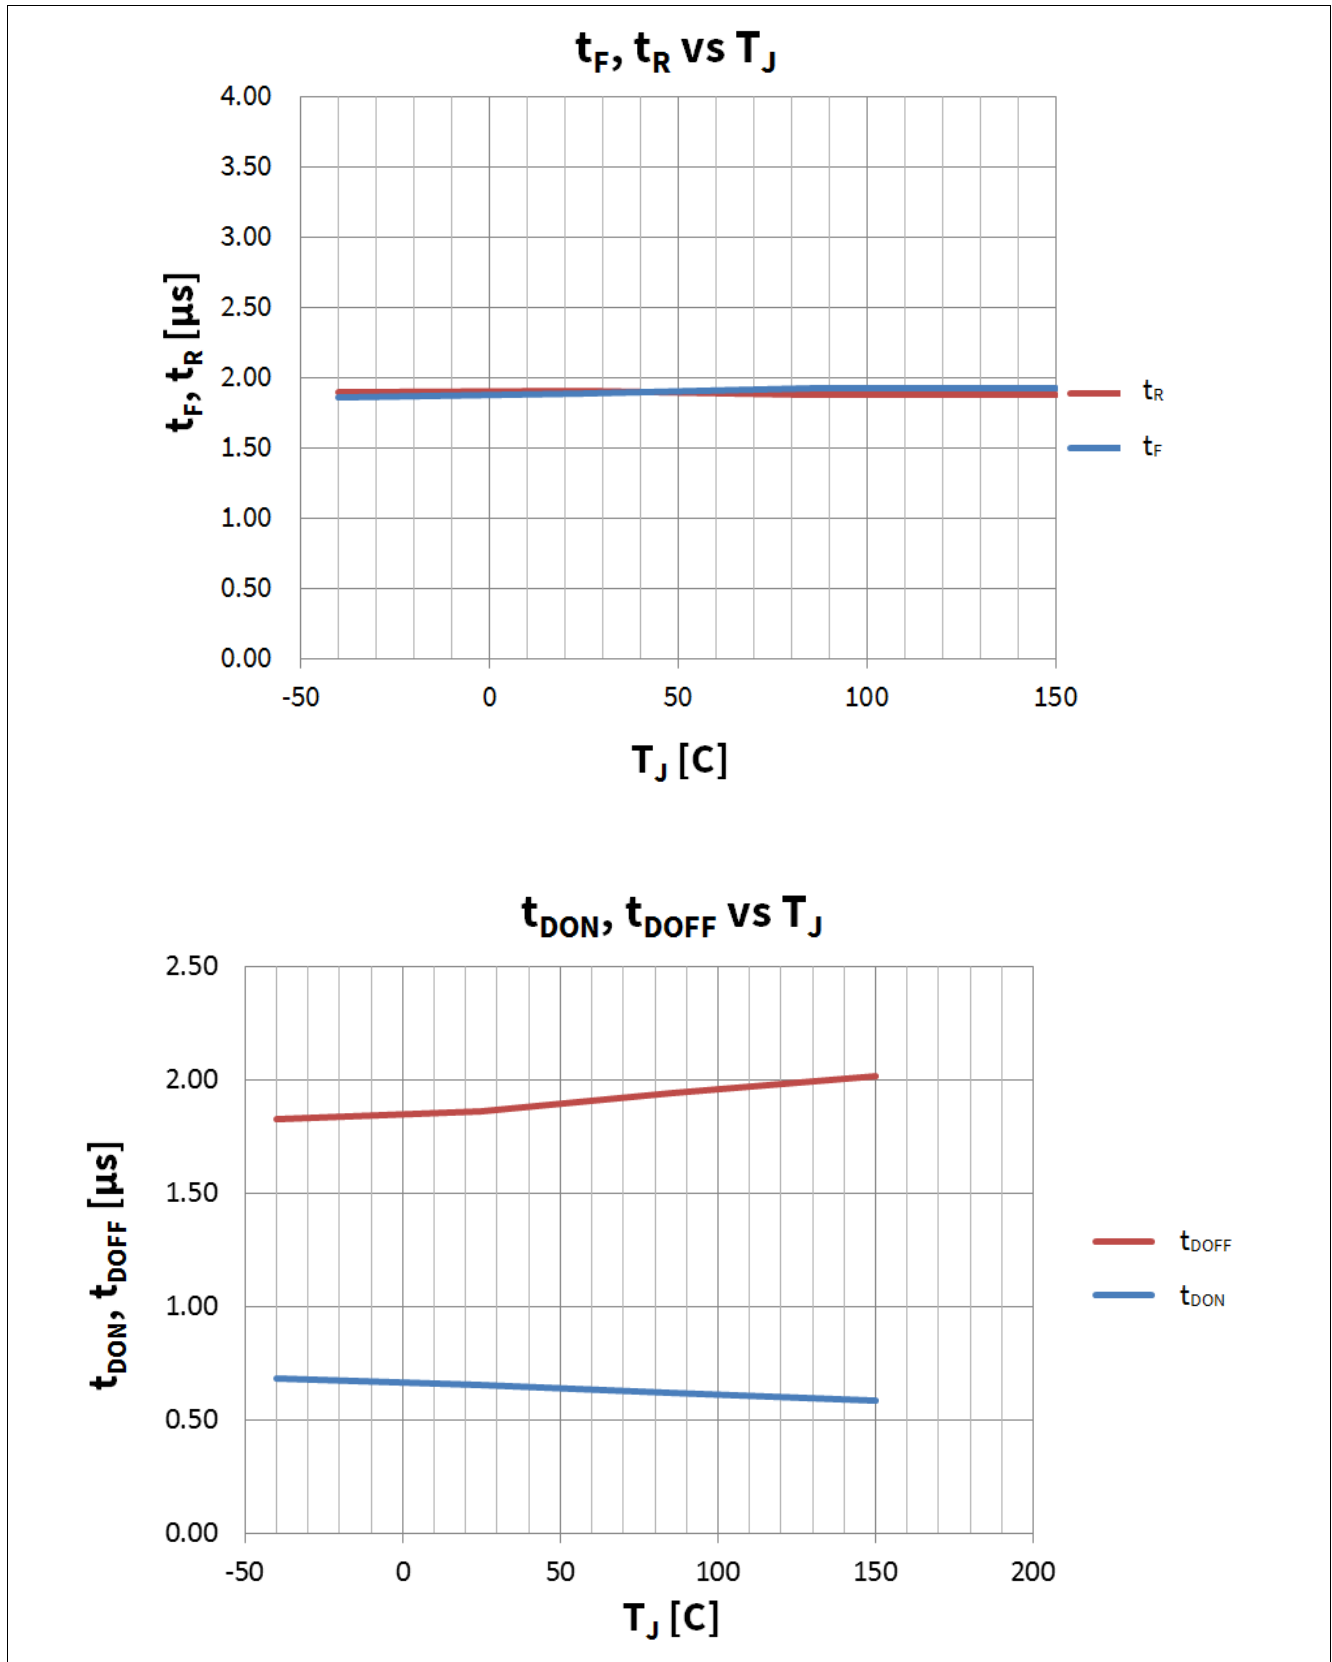 tF, tR vs TJ
4.00
3.50
3.00
2.50
2.00
1.50
1.00
0.50
0.00
tF, tR [µs]
-50 0 50 100 150
TJ [C]
tR
tF
tDON, tDOFF vs TJ
2.50
2.00
1.50
1.00
0.50
0.00
tDON, tDOFF [µs]
-50 0 50 100 150 200
TJ [C]
tDOFF
tDON